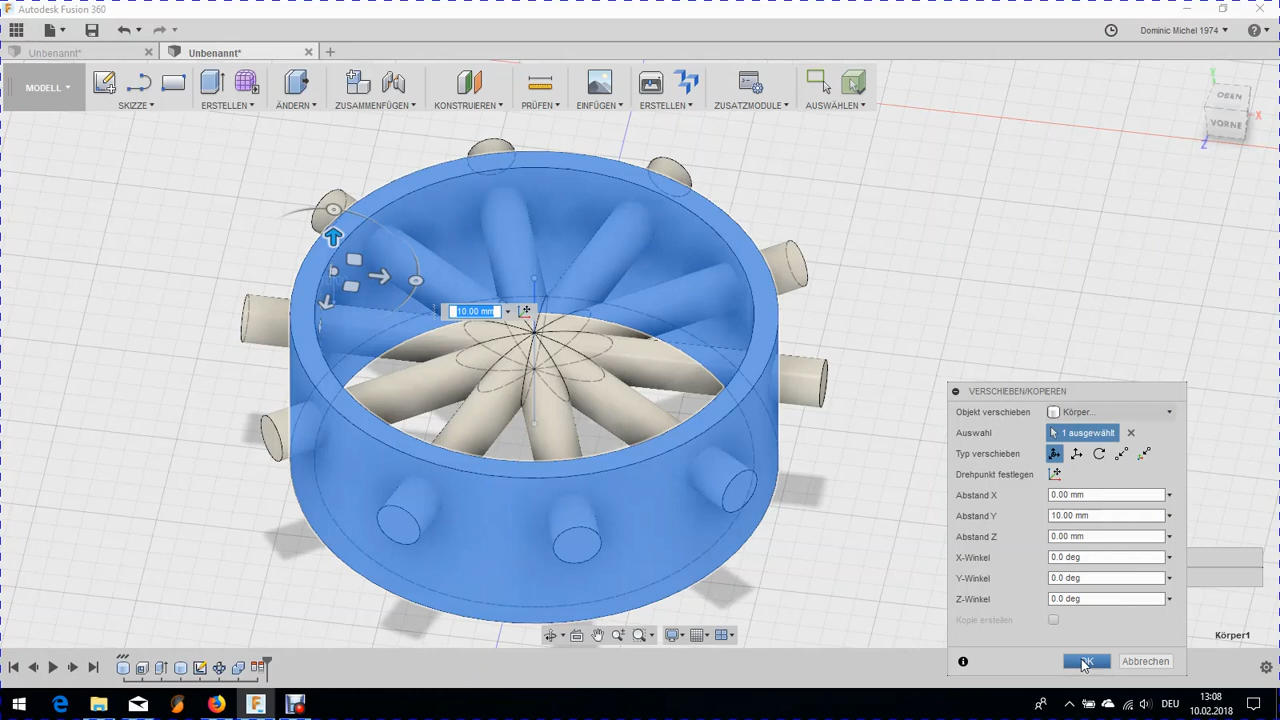 Autodesk Fusion 360
Dominic Michel 1974
Unbenannt*
Unbenannt*
MODELL
SKIZZE
ERSTELLEN
ÄNDERN
ZUSAMMENFÜGEN
KONSTRUIEREN
PRÜFEN
EINFÜGEN
ERSTELLEN
ZUSATZMODULE
AUSWÄHLEN
Y
OBEN
X
VORNE
Z
10.00 mm
VERSCHIEBEN/KOPIEREN
Objekt verschieben Körper...
Auswahl 1 ausgewählt
Typ verschieben
Drehpunkt festlegen
Abstand X 0.00 mm
Abstand Y 10.00 mm
Abstand Z 0.00 mm
X-Winkel 0.0 deg
Y-Winkel 0.0 deg
Z-Winkel 0.0 deg
Kopie erstellen
Körper1
OK Abbrechen
DEU
13:08
10.02.2018